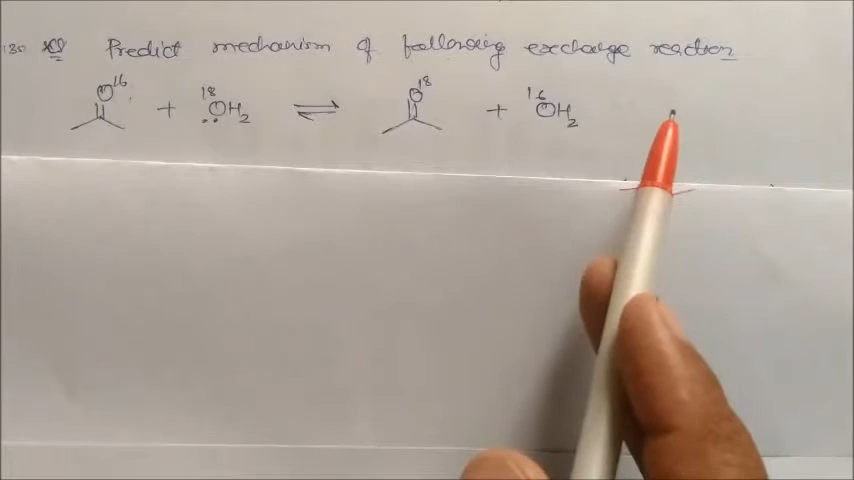 Predict mechanism of following exchange reaction
O16 + 18OH2 ⇌ O18 + 16OH2